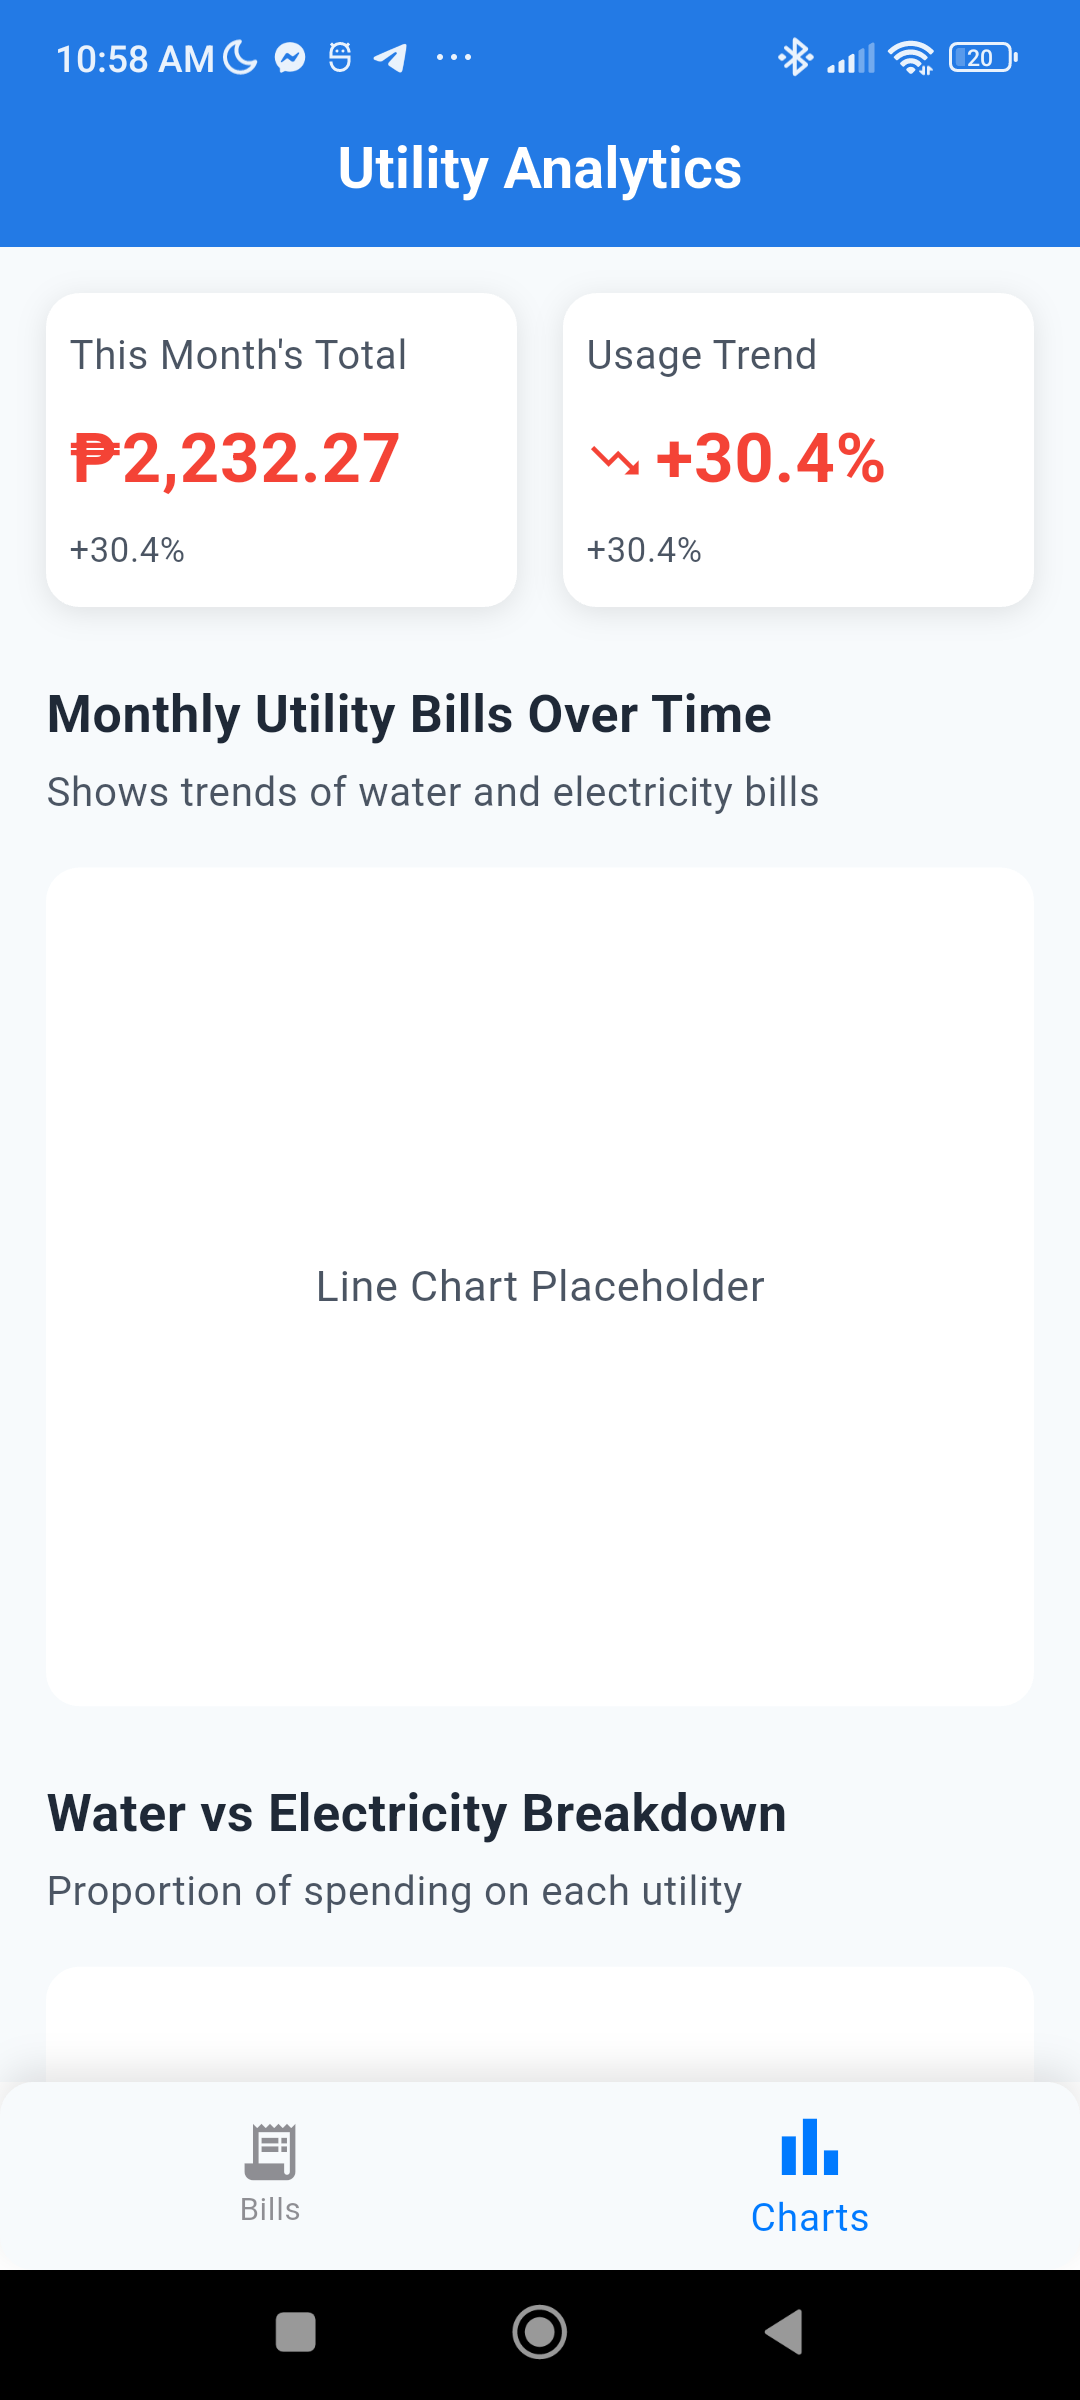 10:58 AM
20
Utility Analytics
This Month's Total
₱2,232.27
+30.4%
Usage Trend
+30.4%
+30.4%
Monthly Utility Bills Over Time
Shows trends of water and electricity bills
Line Chart Placeholder
Water vs Electricity Breakdown
Proportion of spending on each utility
Bills
Charts